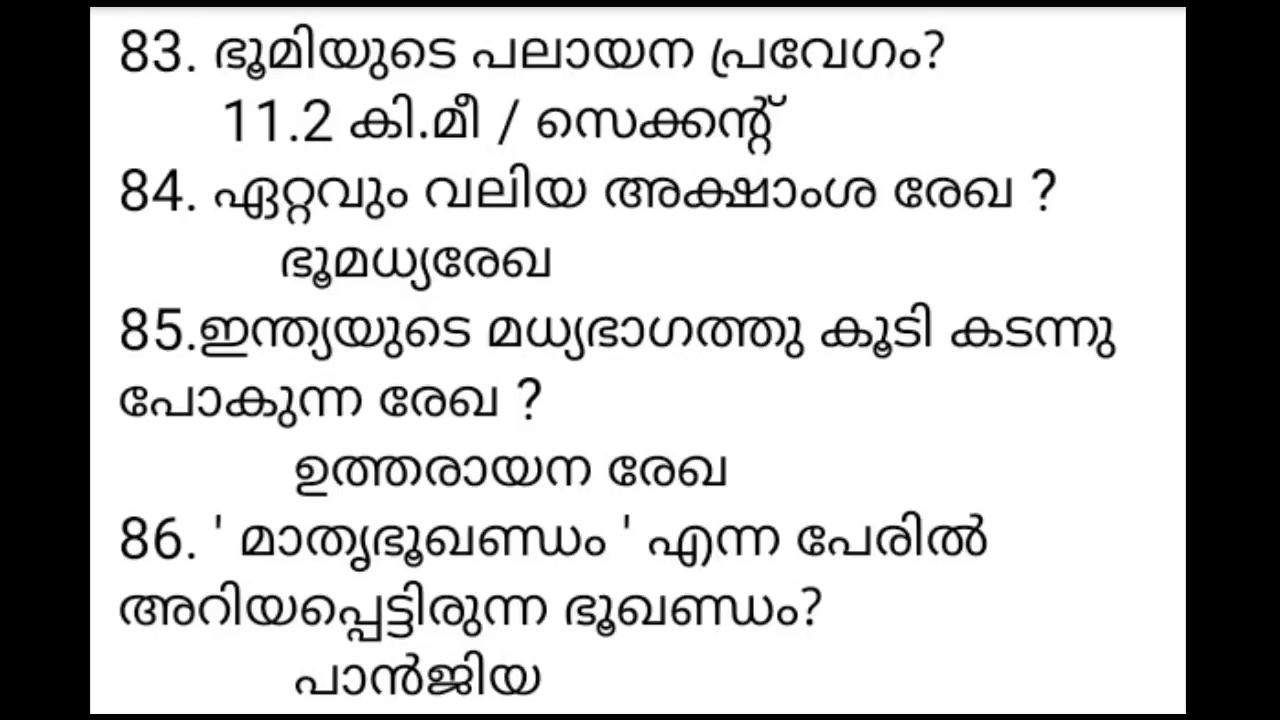 83. ഭൂമിയുടെ പലായന പ്രവേഗം?
11.2 കി.മീ / സെക്കന്റ്
84. ഏറ്റവും വലിയ അക്ഷാംശ രേഖ ?
ഭൂമധ്യരേഖ
85.ഇന്ത്യയുടെ മധ്യഭാഗത്തു കൂടി കടന്നു
പോകുന്ന രേഖ ?
ഉത്തരായന രേഖ
86. ' മാതൃഭൂഖണ്ഡം ' എന്ന പേരിൽ
അറിയപ്പെട്ടിരുന്ന ഭൂഖണ്ഡം?
പാൻജിയ